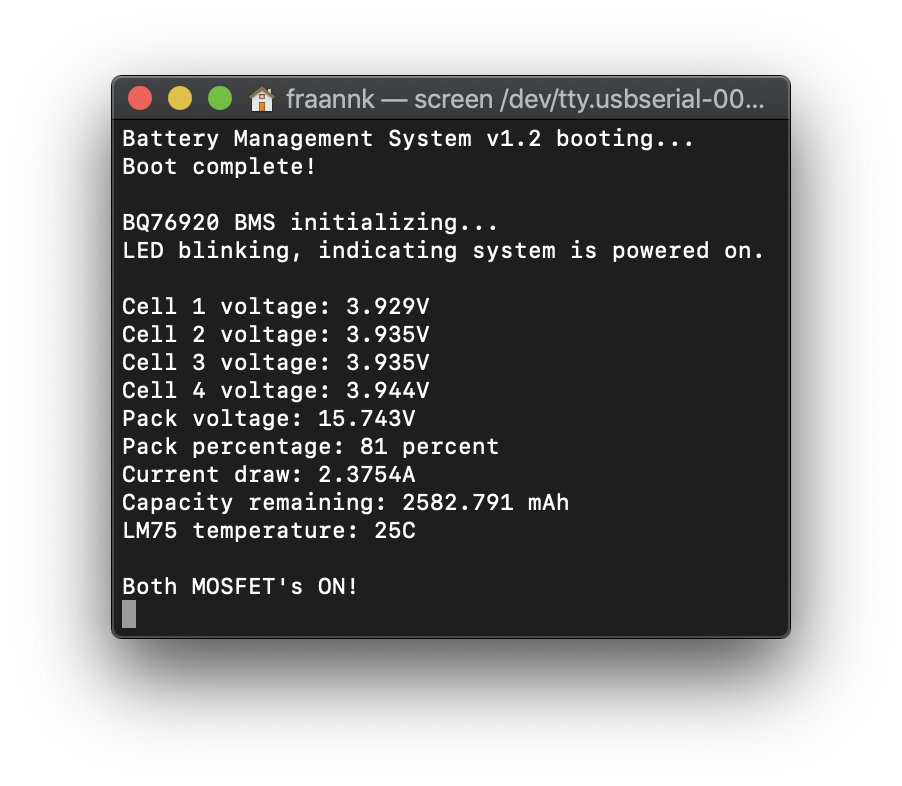 fraannk — screen /dev/tty.usbserial-00...
Battery Management System v1.2 booting...
Boot complete!
BQ76920 BMS initializing...
LED blinking, indicating system is powered on.
Cell 1 voltage: 3.929V
Cell 2 voltage: 3.935V
Cell 3 voltage: 3.935V
Cell 4 voltage: 3.944V
Pack voltage: 15.743V
Pack percentage: 81 percent
Current draw: 2.3754A
Capacity remaining: 2582.791 mAh
LM75 temperature: 25C
Both MOSFET's ON!